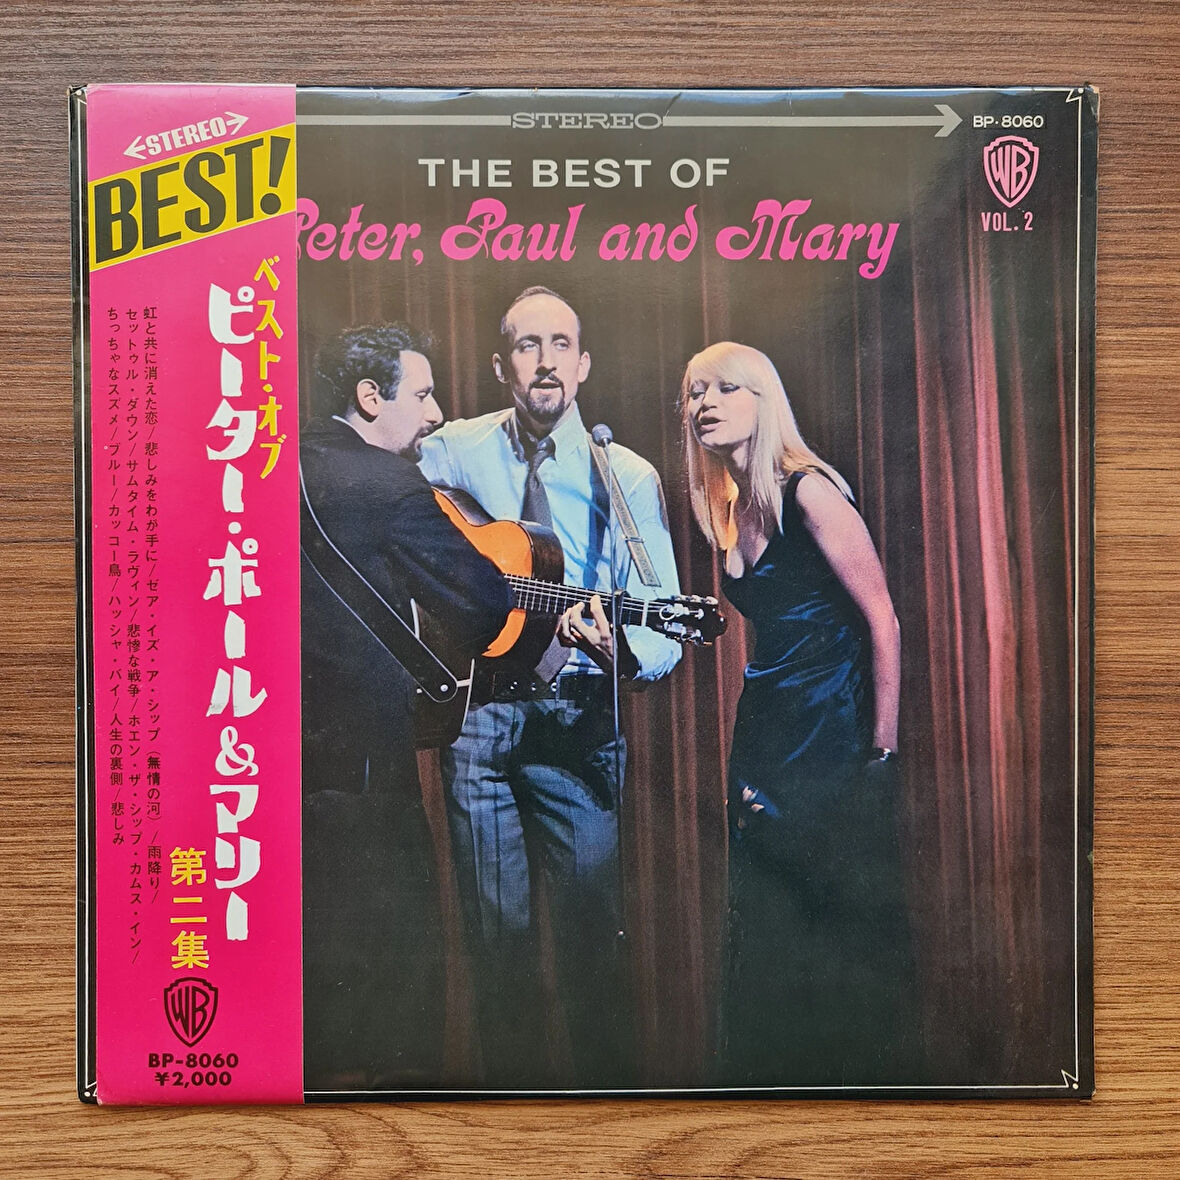 STEREO
BEST!
ベスト・オブ
ピーター・ポール&マリー
第二集
虹と共に消えた恋/悲しみをわが手に/ゼア・イズ・ア・シップ(無情の河)/雨降り/
セットゥル・ダウン/サムタイム・ラヴィン/悲惨な戦争/ホエン・ザ・シップ・カムス・イン/
ちっちゃなスズメ/ブルー/カッコー鳥/ハッシャ・バイ/人生の裏側/悲しみ
WB
BP-8060
¥2,000
STEREO
BP・8060
THE BEST OF
Peter, Paul and Mary
WB
VOL. 2